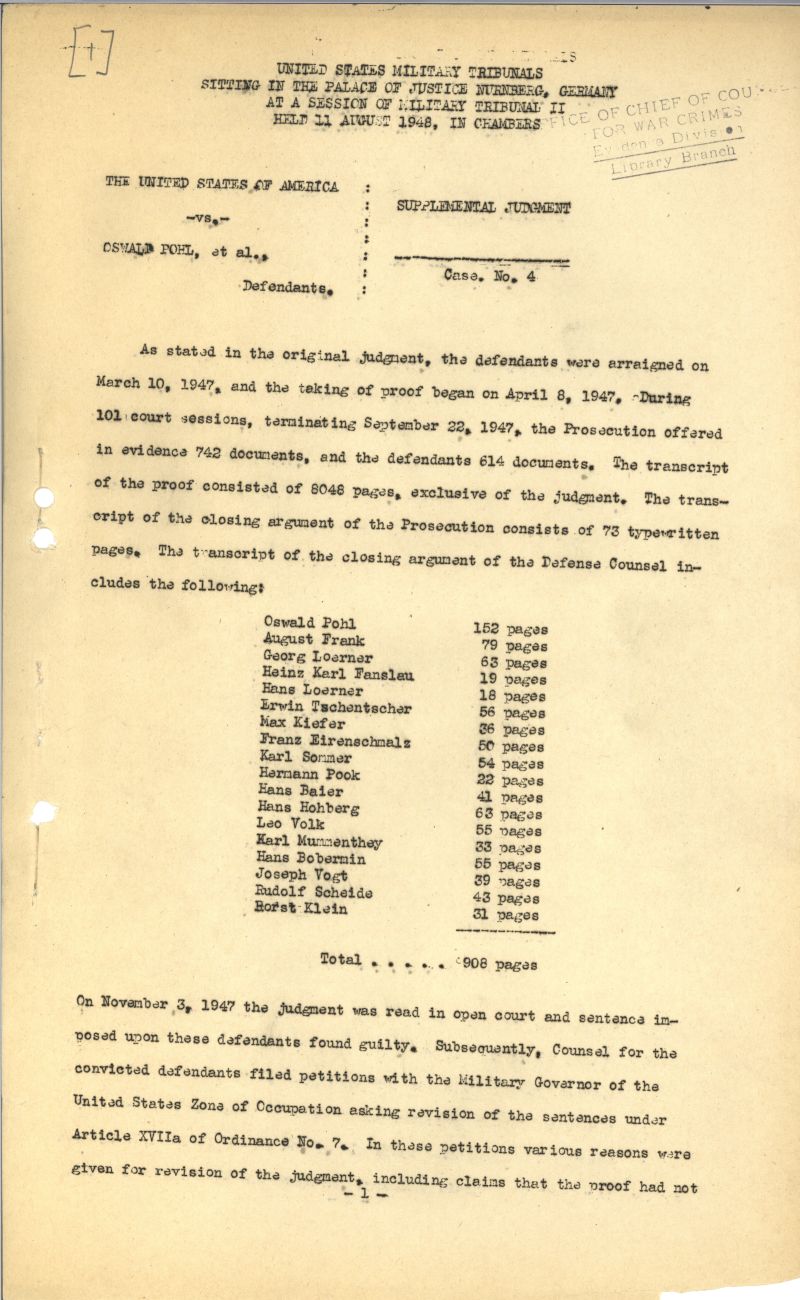 [+]
UNITED STATES MILITARY TRIBUNALS
SITTING IN THE PALACE OF JUSTICE NURNBERG, GERMANY
AT A SESSION OF MILITARY TRIBUNAL II
HELD 11 AUGUST 1948, IN CHAMBERS
OFFICE OF CHIEF OF COU
FOR WAR CRIMES
Evidence Division
Library Branch
THE UNITED STATES OF AMERICA :
-vs.-
OSWALD POHL, et al.,
Defendants. :
SUPPLEMENTAL JUDGMENT
Case. No. 4
As stated in the original judgment, the defendants were arraigned on
March 10, 1947, and the taking of proof began on April 8, 1947. During
101 court sessions, terminating September 22, 1947, the Prosecution offered
in evidence 742 documents, and the defendants 614 documents. The transcript
of the proof consisted of 8048 pages, exclusive of the judgment. The trans-
cript of the closing argument of the Prosecution consists of 73 typewritten
pages. The transcript of the closing argument of the Defense Counsel in-
cludes the following:
Oswald Pohl 152 pages
August Frank 79 pages
Georg Loerner 63 pages
Heinz Karl Fanslau 19 pages
Hans Loerner 18 pages
Erwin Tschentscher 56 pages
Max Kiefer 36 pages
Franz Eirenschmalz 50 pages
Karl Sommer 54 pages
Hermann Pook 22 pages
Hans Baier 41 pages
Hans Hohberg 63 pages
Leo Volk 55 pages
Karl Mummenthey 33 pages
Hans Bobermin 55 pages
Joseph Vogt 39 pages
Rudolf Scheide 43 pages
Horst Klein 31 pages
Total . . . . . 908 pages
On November 3, 1947 the judgment was read in open court and sentence im-
posed upon these defendants found guilty. Subsequently, Counsel for the
convicted defendants filed petitions with the Military Governor of the
United States Zone of Occupation asking revision of the sentences under
Article XVIIa of Ordinance No. 7. In these petitions various reasons were
given for revision of the judgment, including claims that the proof had not
- 1 -